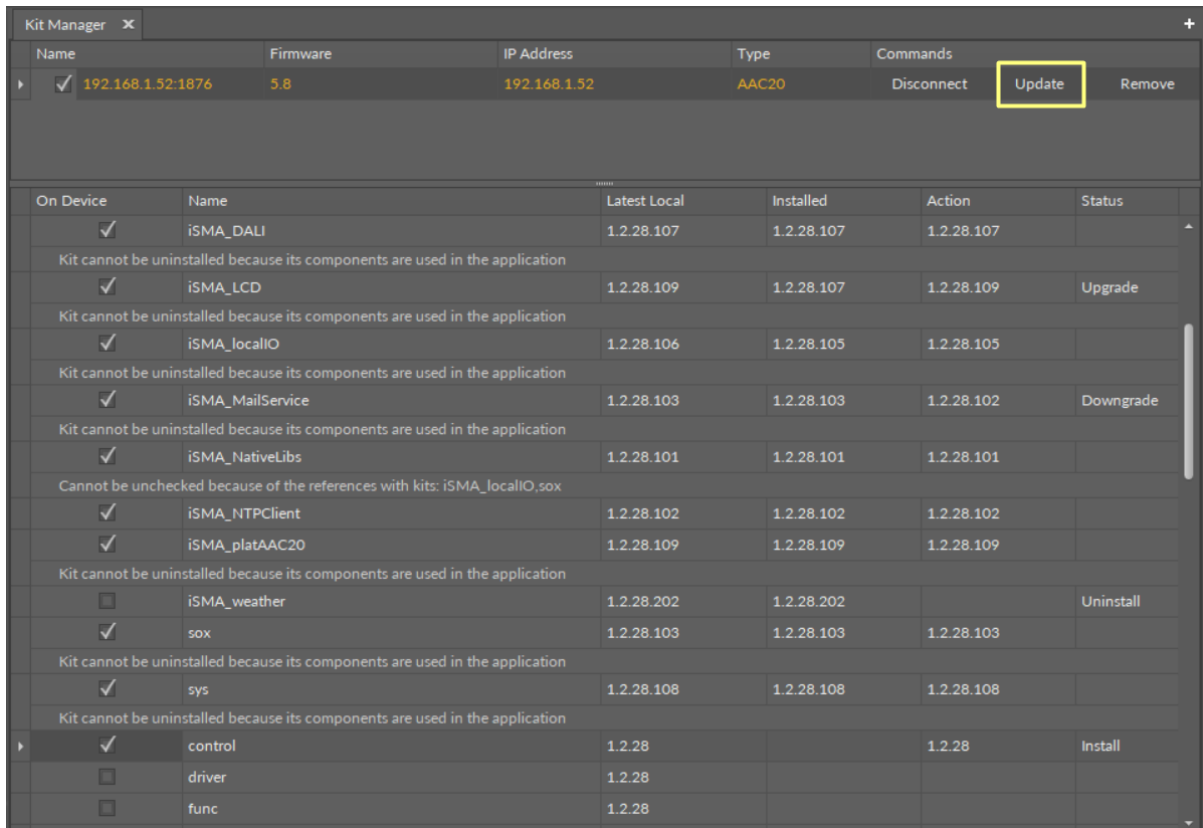 Kit Manager ×
Name Firmware IP Address Type Commands
192.168.1.52:1876 5.8 192.168.1.52 AAC20 Disconnect Update Remove
On Device Name Latest Local Installed Action Status
iSMA_DALI 1.2.28.107 1.2.28.107 1.2.28.107
Kit cannot be uninstalled because its components are used in the application
iSMA_LCD 1.2.28.109 1.2.28.107 1.2.28.109 Upgrade
Kit cannot be uninstalled because its components are used in the application
iSMA_localIO 1.2.28.106 1.2.28.105 1.2.28.105
Kit cannot be uninstalled because its components are used in the application
iSMA_MailService 1.2.28.103 1.2.28.103 1.2.28.102 Downgrade
Kit cannot be uninstalled because its components are used in the application
iSMA_NativeLibs 1.2.28.101 1.2.28.101 1.2.28.101
Cannot be unchecked because of the references with kits: iSMA_localIO,sox
iSMA_NTPClient 1.2.28.102 1.2.28.102 1.2.28.102
iSMA_platAAC20 1.2.28.109 1.2.28.109 1.2.28.109
Kit cannot be uninstalled because its components are used in the application
iSMA_weather 1.2.28.202 1.2.28.202 Uninstall
sox 1.2.28.103 1.2.28.103 1.2.28.103
Kit cannot be uninstalled because its components are used in the application
sys 1.2.28.108 1.2.28.108 1.2.28.108
Kit cannot be uninstalled because its components are used in the application
control 1.2.28 1.2.28 Install
driver 1.2.28
func 1.2.28